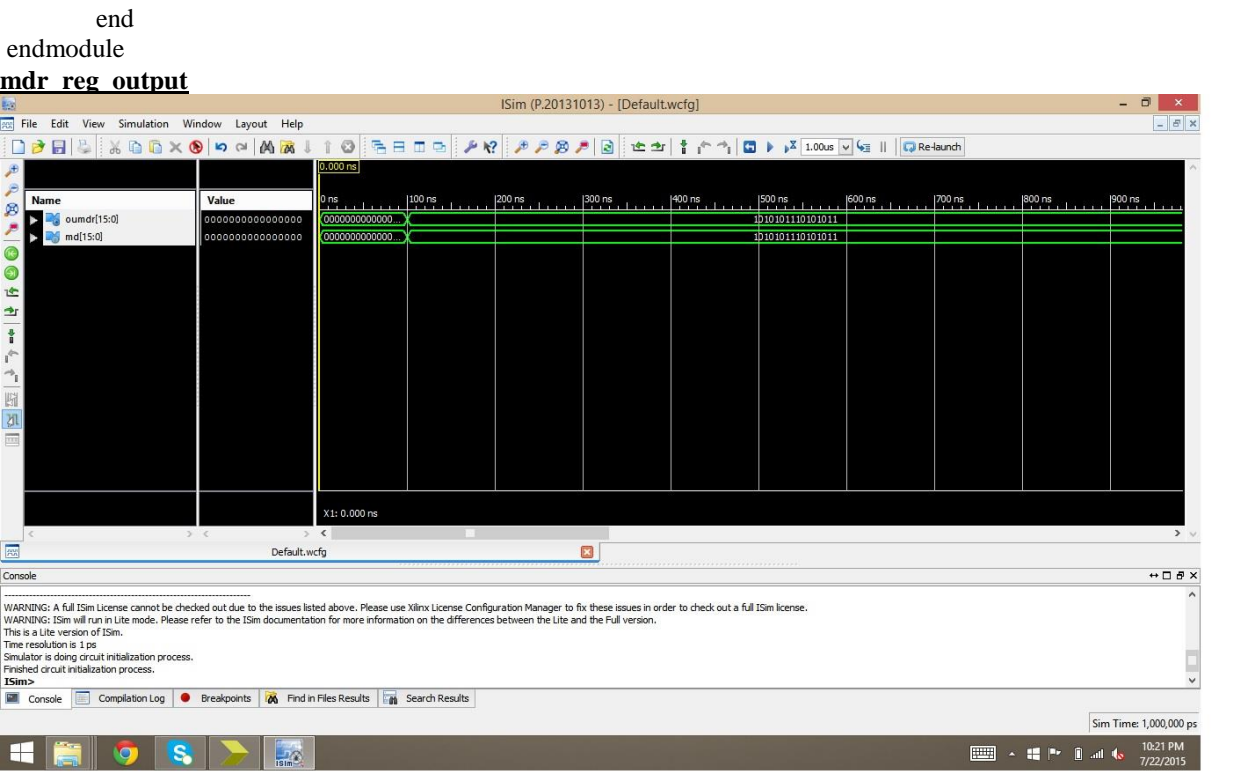 end
endmodule
mdr_reg_output
ISim (P.20131013) - [Default.wcfg]
File Edit View Simulation Window Layout Help
1.00us Re-launch
0.000 ns
Name Value 0 ns 100 ns 200 ns 300 ns 400 ns 500 ns 600 ns 700 ns 800 ns 900 ns
oumdr[15:0] 0000000000000000 0000000000000... 1010101110101011
md[15:0] 0000000000000000 0000000000000... 1010101110101011
X1: 0.000 ns
Default.wcfg
Console
WARNING: A full ISim License cannot be checked out due to the issues listed above. Please use Xilinx License Configuration Manager to fix these issues in order to check out a full ISim license.
WARNING: ISim will run in Lite mode. Please refer to the ISim documentation for more information on the differences between the Lite and the Full version.
This is a Lite version of ISim.
Time resolution is 1 ps
Simulator is doing circuit initialization process.
Finished circuit initialization process.
ISim>
Console Compilation Log Breakpoints Find in Files Results Search Results
Sim Time: 1,000,000 ps
ISIM
10:21 PM
7/22/2015